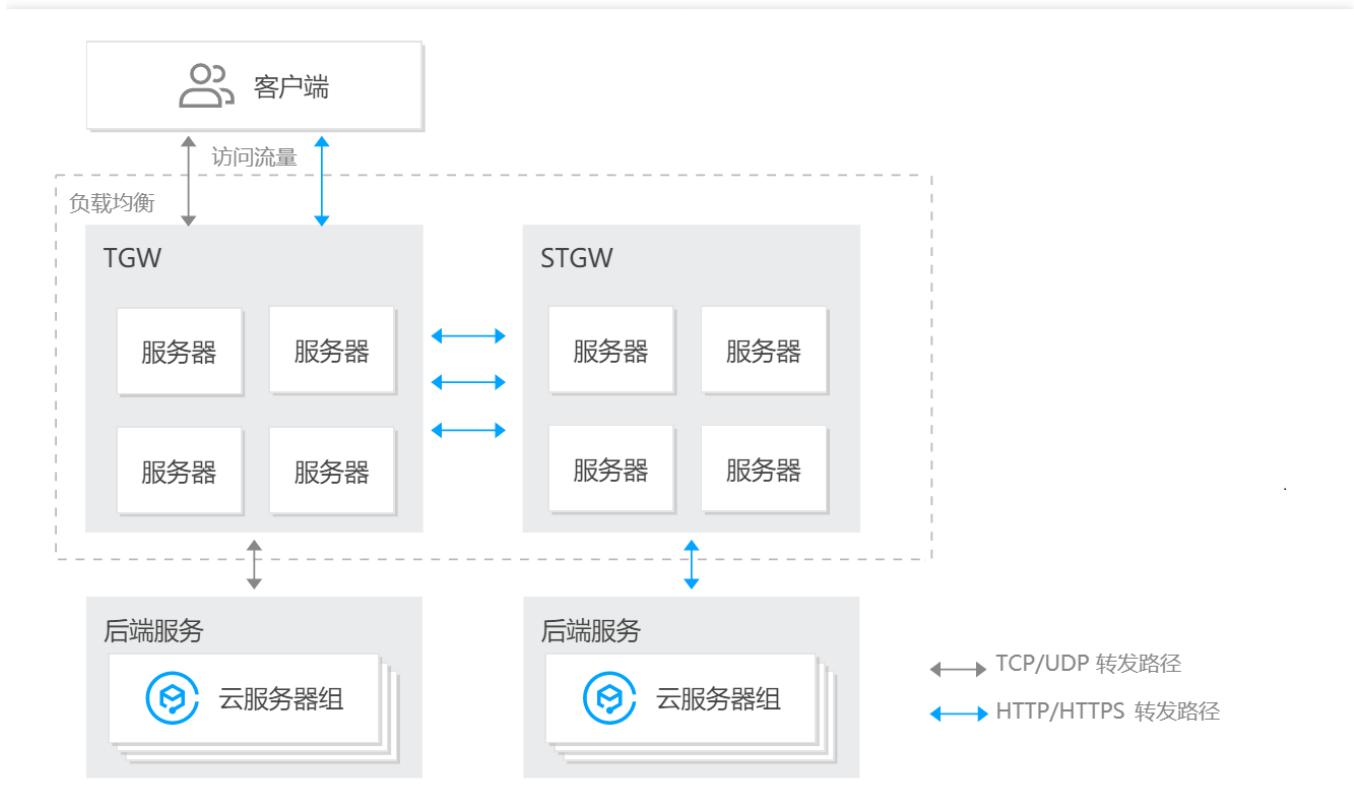 客户端
访问流量
负载均衡
TGW
STGW
服务器
服务器
服务器
服务器
服务器
服务器
服务器
服务器
后端服务
后端服务
云服务器组
云服务器组
TCP/UDP 转发路径
HTTP/HTTPS 转发路径